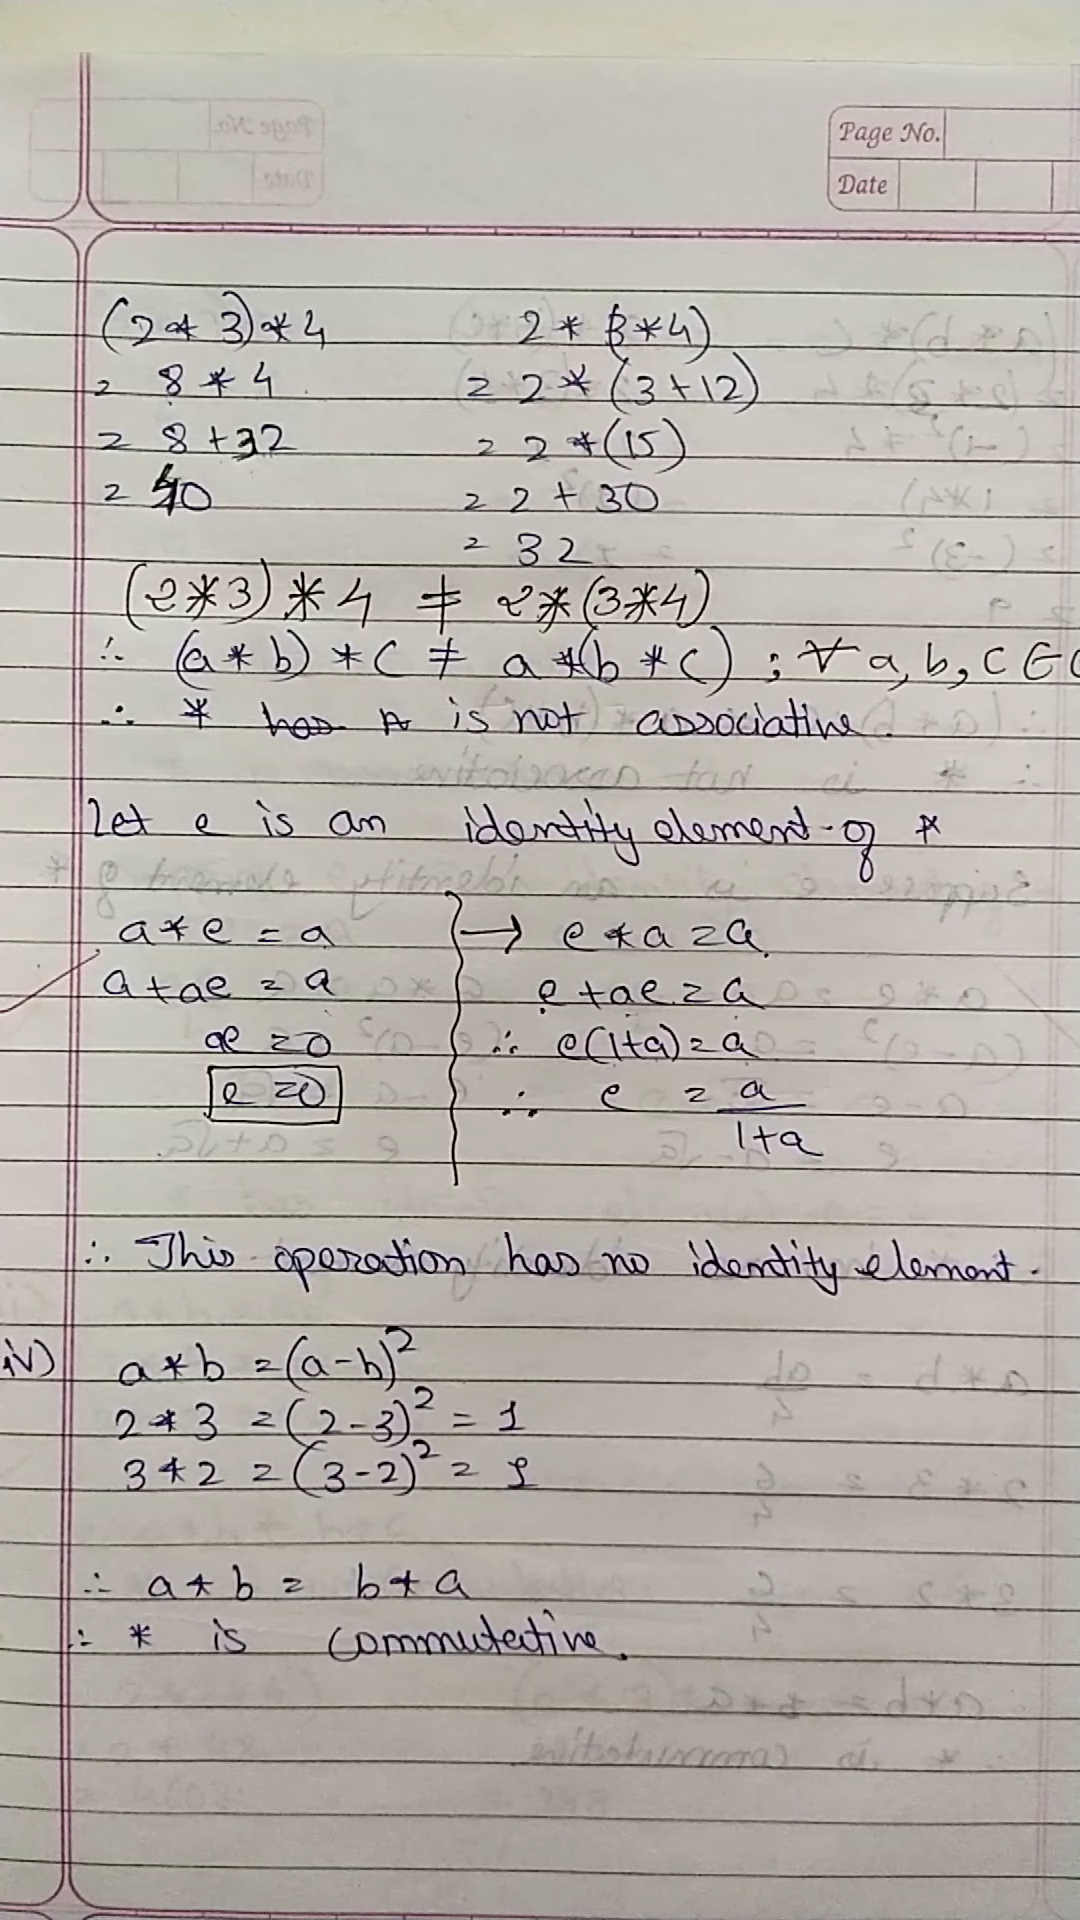 Page No.
Date
(2*3)*4    2*(3*4)
= 8*4    = 2*(3+12)
= 8+32    = 2*(15)
= 40    = 2+30
= 32
(2*3)*4 ≠ 2*(3*4)
∴ (a*b)*c ≠ a*(b*c) ; ∀ a, b, c ∈
∴ * is not associative.
Let e is an identity element of *
a*e = a    → e*a = a
a+ae = a    e+ae = a
ae = 0    ∴ e(1+a) = a
e = 0    ∴ e = a/1+a
∴ This operation has no identity element.
iv) a*b = (a-b)²
2*3 = (2-3)² = 1
3*2 = (3-2)² = 1
∴ a*b = b*a
∴ * is commutative.